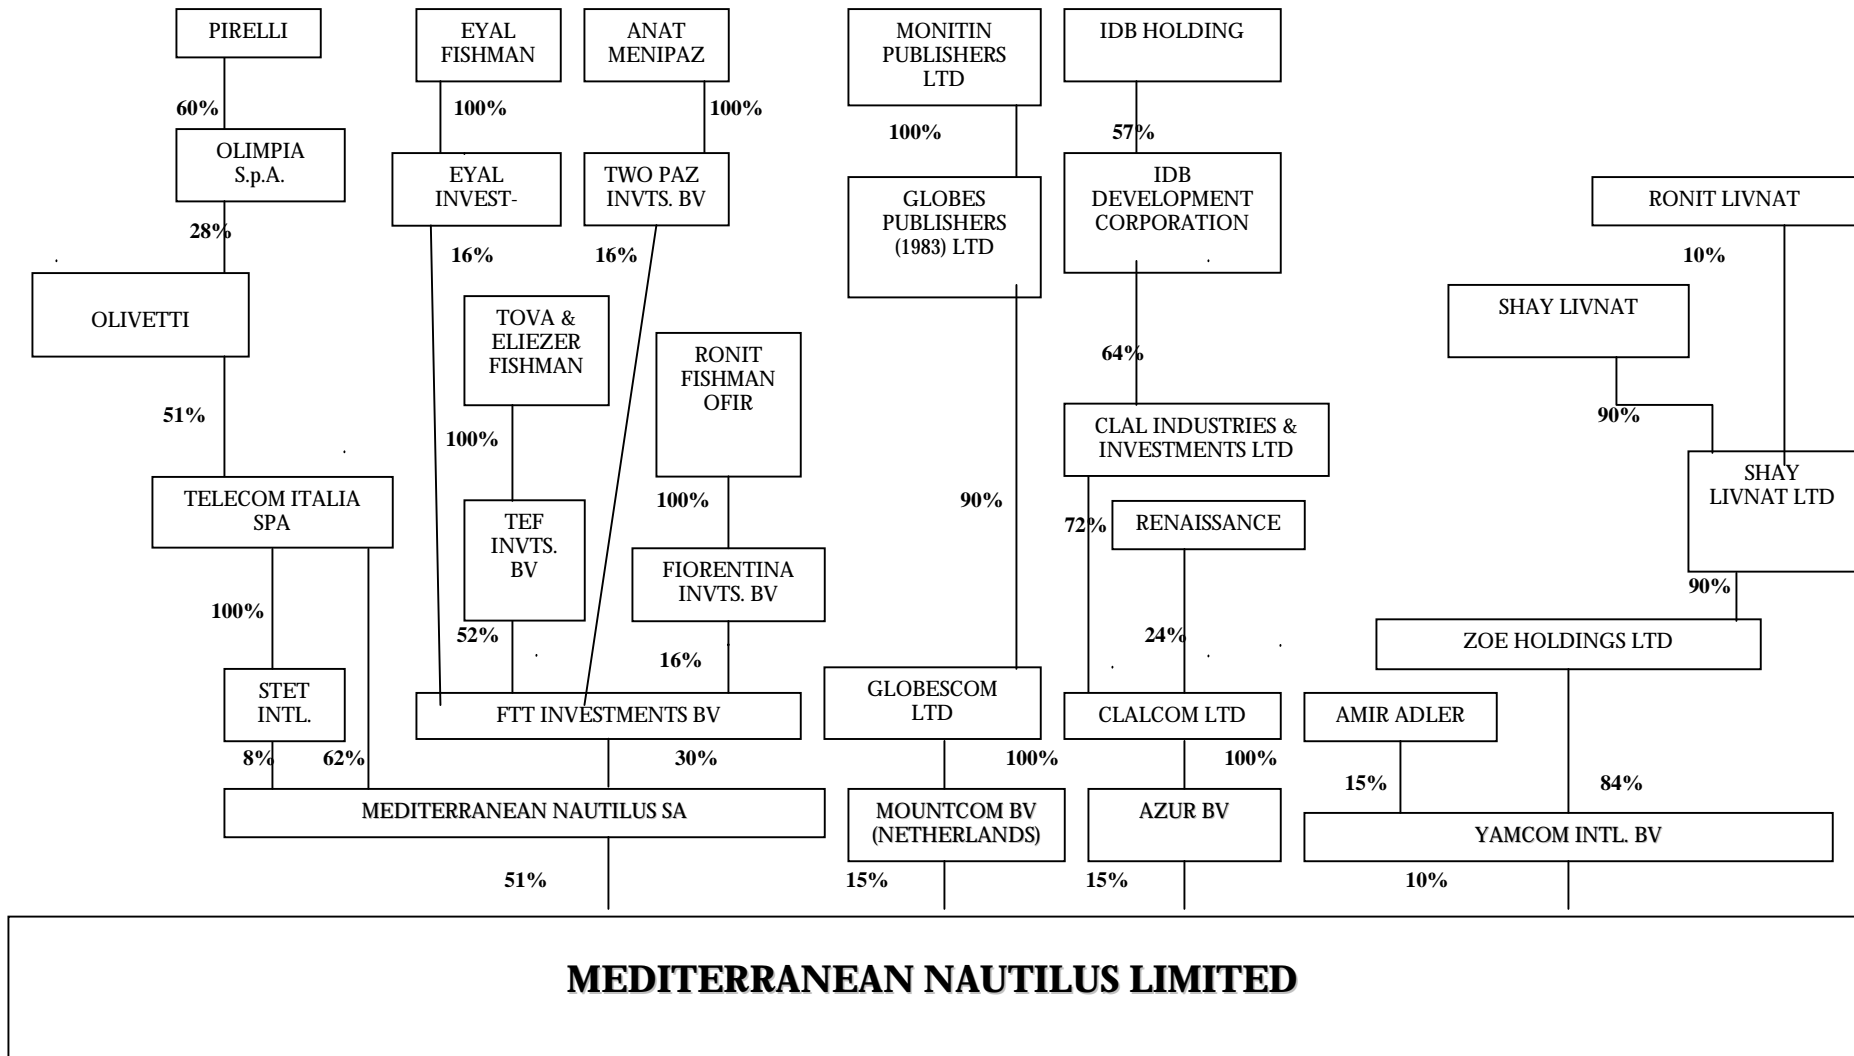 PIRELLI
EYAL
FISHMAN
ANAT
MENIPAZ
MONITIN
PUBLISHERS
LTD
IDB HOLDING
60%
100%
100%
100%
57%
OLIMPIA
S.p.A.
EYAL
INVEST-
TWO PAZ
INVTS. BV
GLOBES
PUBLISHERS
(1983) LTD
IDB
DEVELOPMENT
CORPORATION
RONIT LIVNAT
28%
16%
16%
10%
OLIVETTI
TOVA &
ELIEZER
FISHMAN
RONIT
FISHMAN
OFIR
SHAY LIVNAT
64%
51%
100%
90%
CLAL INDUSTRIES &
INVESTMENTS LTD
SHAY
LIVNAT LTD
TELECOM ITALIA
SPA
100%
90%
72%
RENAISSANCE
TEF
INVTS.
BV
FIORENTINA
INVTS. BV
90%
100%
52%
16%
24%
ZOE HOLDINGS LTD
STET
INTL.
FTT INVESTMENTS BV
GLOBESCOM
LTD
CLALCOM LTD
AMIR ADLER
8%
62%
30%
100%
100%
15%
84%
MEDITERRANEAN NAUTILUS SA
MOUNTCOM BV
(NETHERLANDS)
AZUR BV
YAMCOM INTL. BV
51%
15%
15%
10%
MEDITERRANEAN NAUTILUS LIMITED